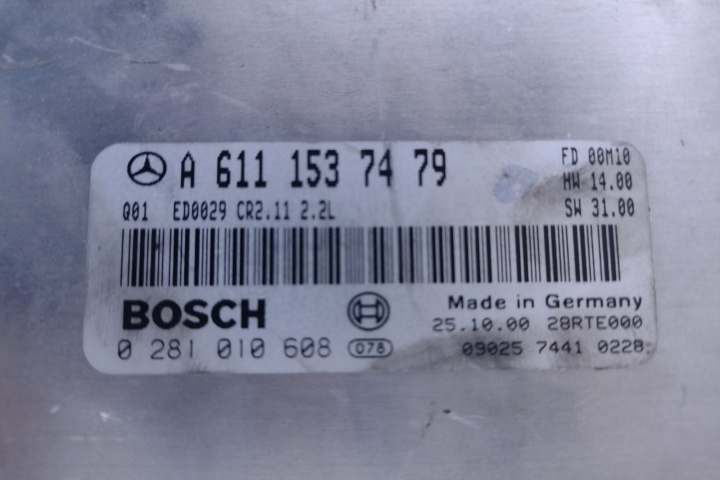 A 611 153 74 79
FD 00M10
HW 14.00
Q01 ED0029 CR2.11 2.2L
SW 31.00
BOSCH
Made in Germany
25.10.00 28RTE000
0 281 010 608 078
09025 7441 0228